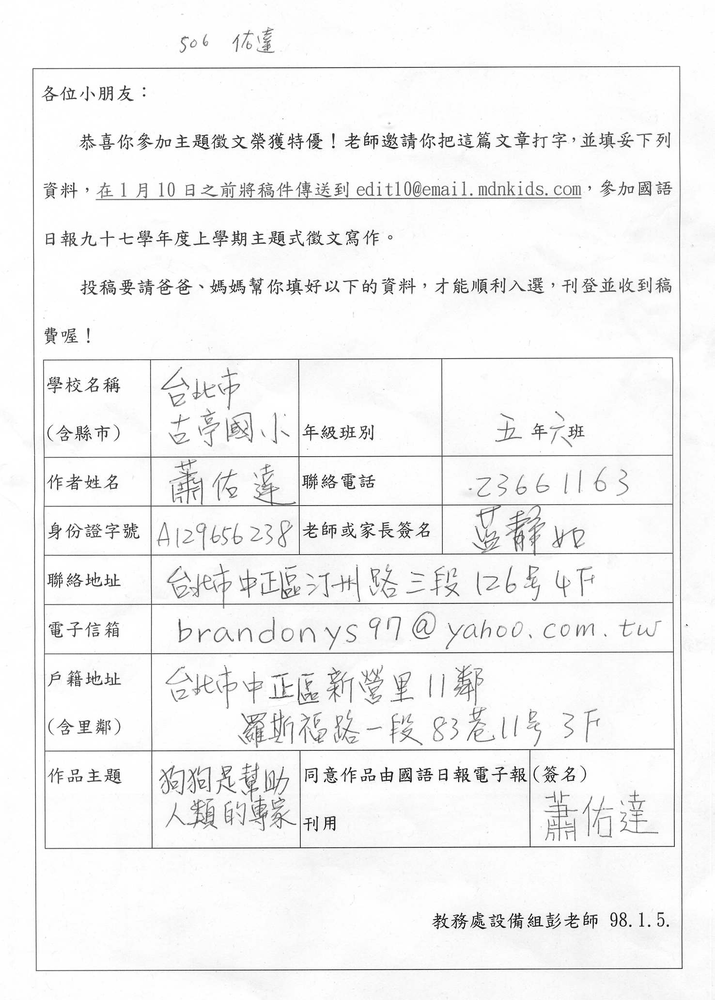 506 佑達
各位小朋友：
恭喜你參加主題徵文榮獲特優！老師邀請你把這篇文章打字，並填妥下列
資料，在1月10日之前將稿件傳送到 edit10@email.mdnkids.com，參加國語
日報九十七學年度上學期主題式徵文寫作。
投稿要請爸爸、媽媽幫你填好以下的資料，才能順利入選，刊登並收到稿
費喔！
學校名稱
(含縣市)
台北市
古亭國小
年級班別
五年六班
作者姓名
蕭佑達
聯絡電話
23661163
身份證字號
A129656238
老師或家長簽名
藍靜如
聯絡地址
台北市中正區汀州路三段126号4F
電子信箱
brandonys97@yahoo.com.tw
戶籍地址
(含里鄰)
台北市中正區新營里11鄰
羅斯福路一段83巷11号3F
作品主題
狗狗是幫助
人類的專家
同意作品由國語日報電子報
刊用
(簽名)
蕭佑達
教務處設備組彭老師 98.1.5.